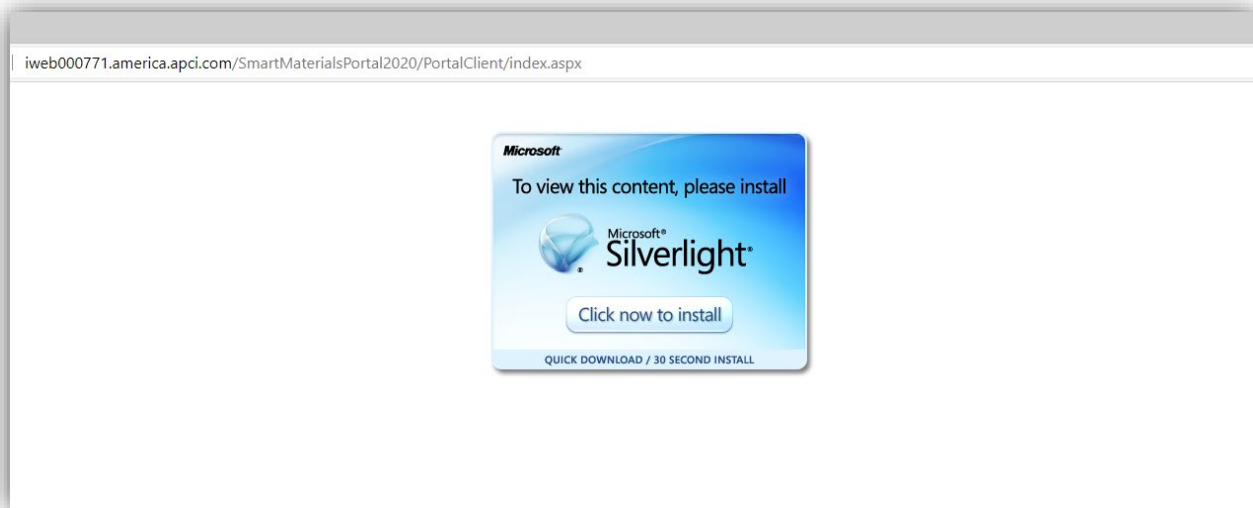 iweb000771.america.apci.com/SmartMaterialsPortal2020/PortalClient/index.aspx
Microsoft
To view this content, please install
Microsoft®
Silverlight®
®
Click now to install
QUICK DOWNLOAD / 30 SECOND INSTALL